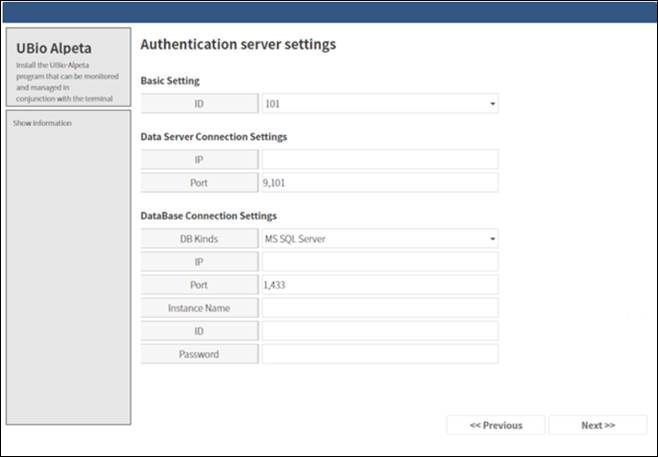 UBio Alpeta
Install the UBio-Alpeta
program that can be monitored
and managed in
conjunction with the terminal
Show information
Authentication server settings
Basic Setting
ID 101
Data Server Connection Settings
IP
Port 9,101
DataBase Connection Settings
DB Kinds MS SQL Server
IP
Port 1,433
Instance Name
ID
Password
<< Previous Next >>